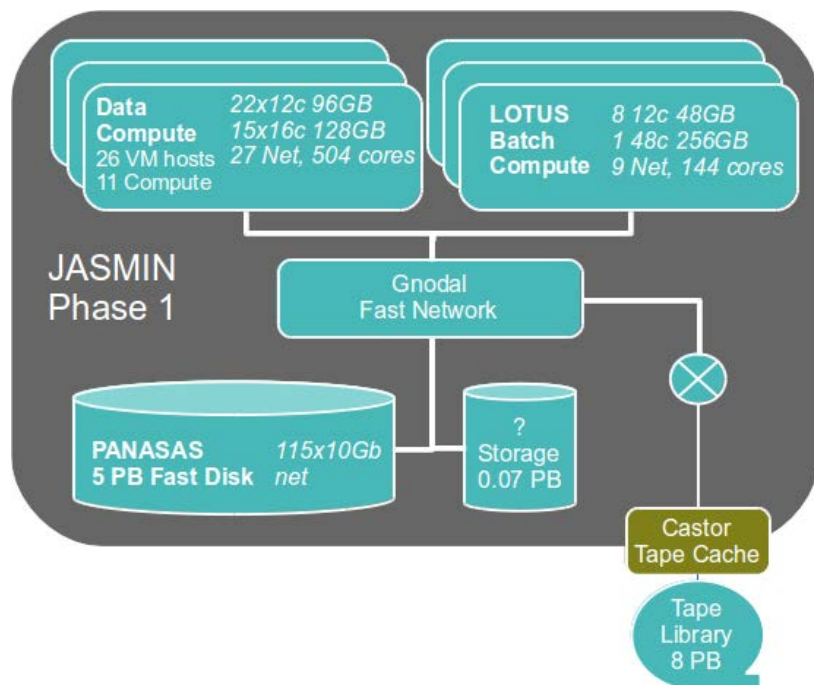 Data 22x12c 96GB
Compute 15x16c 128GB
26 VM hosts 27 Net, 504 cores
11 Compute
LOTUS 8 12c 48GB
Batch 1 48c 256GB
Compute 9 Net, 144 cores
JASMIN
Phase 1
Gnodal
Fast Network
PANASAS 115x10Gb
5 PB Fast Disk net
?
Storage
0.07 PB
Castor
Tape Cache
Tape
Library
8 PB